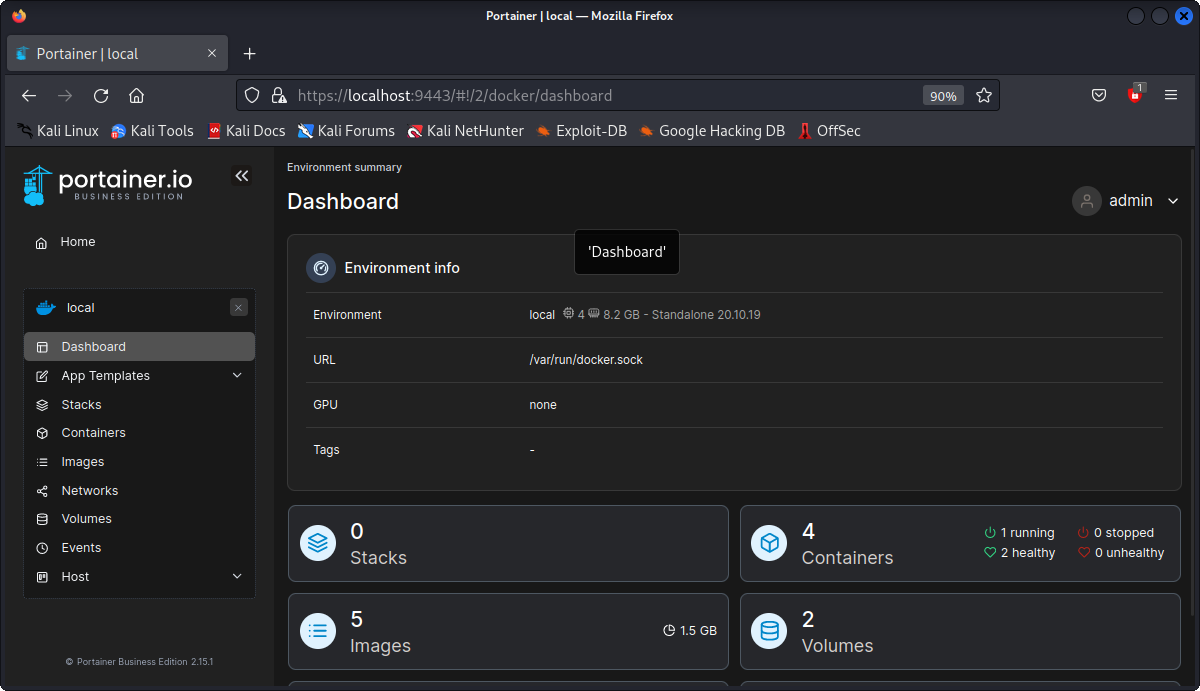 Portainer | local — Mozilla Firefox
Portainer | local
https://localhost:9443/#!/2/docker/dashboard
90%
1
Kali Linux
Kali Tools
Kali Docs
Kali Forums
Kali NetHunter
Exploit-DB
Google Hacking DB
OffSec
portainer.io
BUSINESS EDITION
Home
local
Dashboard
App Templates
Stacks
Containers
Images
Networks
Volumes
Events
Host
© Portainer Business Edition 2.15.1
Environment summary
Dashboard
admin
'Dashboard'
Environment info
Environment
local 4 8.2 GB - Standalone 20.10.19
URL
/var/run/docker.sock
GPU
none
Tags
-
0
Stacks
4
Containers
1 running
0 stopped
2 healthy
0 unhealthy
5
Images
1.5 GB
2
Volumes